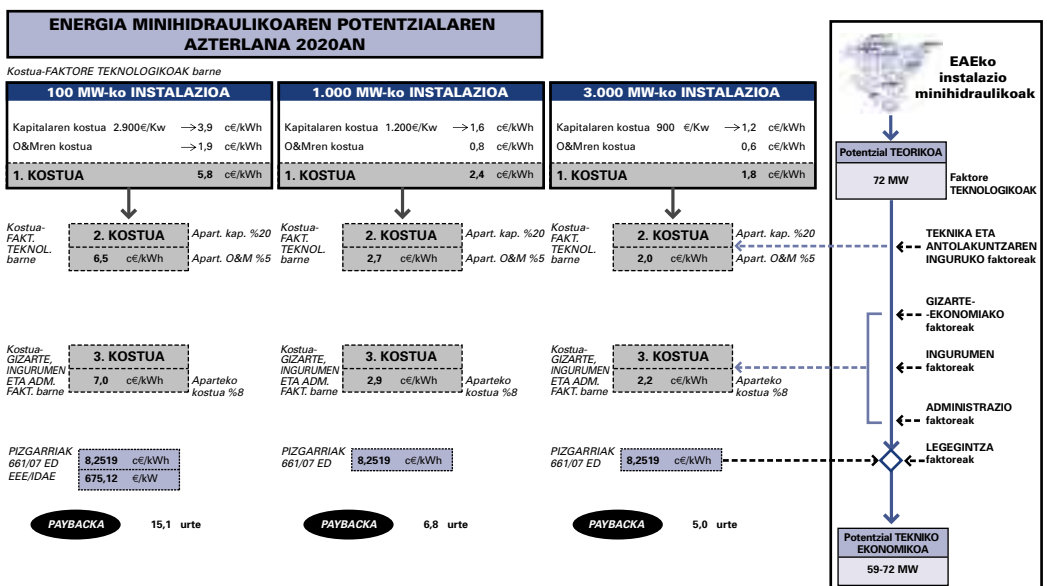 ENERGIA MINIHIDRAULIKOAREN POTENTZIALAREN
AZTERLANA 2020AN
Kostua-FAKTORE TEKNOLOGIKOAK barne
100 MW-ko INSTALAZIOA
Kapitalaren kostua 2.900€/Kw →3,9 c€/kWh
O&Mren kostua →1,9 c€/kWh
1. KOSTUA 5,8 c€/kWh
1.000 MW-ko INSTALAZIOA
Kapitalaren kostua 1.200€/Kw →1,6 c€/kWh
O&Mren kostua 0,8 c€/kWh
1. KOSTUA 2,4 c€/kWh
3.000 MW-ko INSTALAZIOA
Kapitalaren kostua 900 €/Kw →1,2 c€/kWh
O&Mren kostua 0,6 c€/kWh
1. KOSTUA 1,8 c€/kWh
Kostua-
FAKT.
TEKNOL.
barne
2. KOSTUA
6,5 c€/kWh
Apart. kap. %20
Apart. O&M %5
Kostua-
FAKT.
TEKNOL.
barne
2. KOSTUA
2,7 c€/kWh
Apart. kap. %20
Apart. O&M %5
Kostua-
FAKT.
TEKNOL.
barne
2. KOSTUA
2,0 c€/kWh
Apart. kap. %20
Apart. O&M %5
Kostua-
GIZARTE,
INGURUMEN
ETA ADM.
FAKT. barne
3. KOSTUA
7,0 c€/kWh
Aparteko
kostua %8
Kostua-
GIZARTE,
INGURUMEN
ETA ADM.
FAKT. barne
3. KOSTUA
2,9 c€/kWh
Aparteko
kostua %8
Kostua-
GIZARTE,
INGURUMEN
ETA ADM.
FAKT. barne
3. KOSTUA
2,2 c€/kWh
Aparteko
kostua %8
PIZGARRIAK
661/07 ED
EEE/IDAE
8,2519 c€/kWh
675,12 €/kW
PIZGARRIAK
661/07 ED
8,2519 c€/kWh
PIZGARRIAK
661/07 ED
8,2519 c€/kWh
PAYBACKA 15,1 urte
PAYBACKA 6,8 urte
PAYBACKA 5,0 urte
EAEko
instalazio
minihidraulikoak
Potentzial TEORIKOA
72 MW
Faktore
TEKNOLOGIKOAK
TEKNIKA ETA
ANTOLAKUNTZAREN
INGURUKO faktoreak
GIZARTE-
-EKONOMIAKO
faktoreak
INGURUMEN
faktoreak
ADMINISTRAZIO
faktoreak
LEGEGINTZA
faktoreak
Potentzial TEKNIKO
EKONOMIKOA
59-72 MW